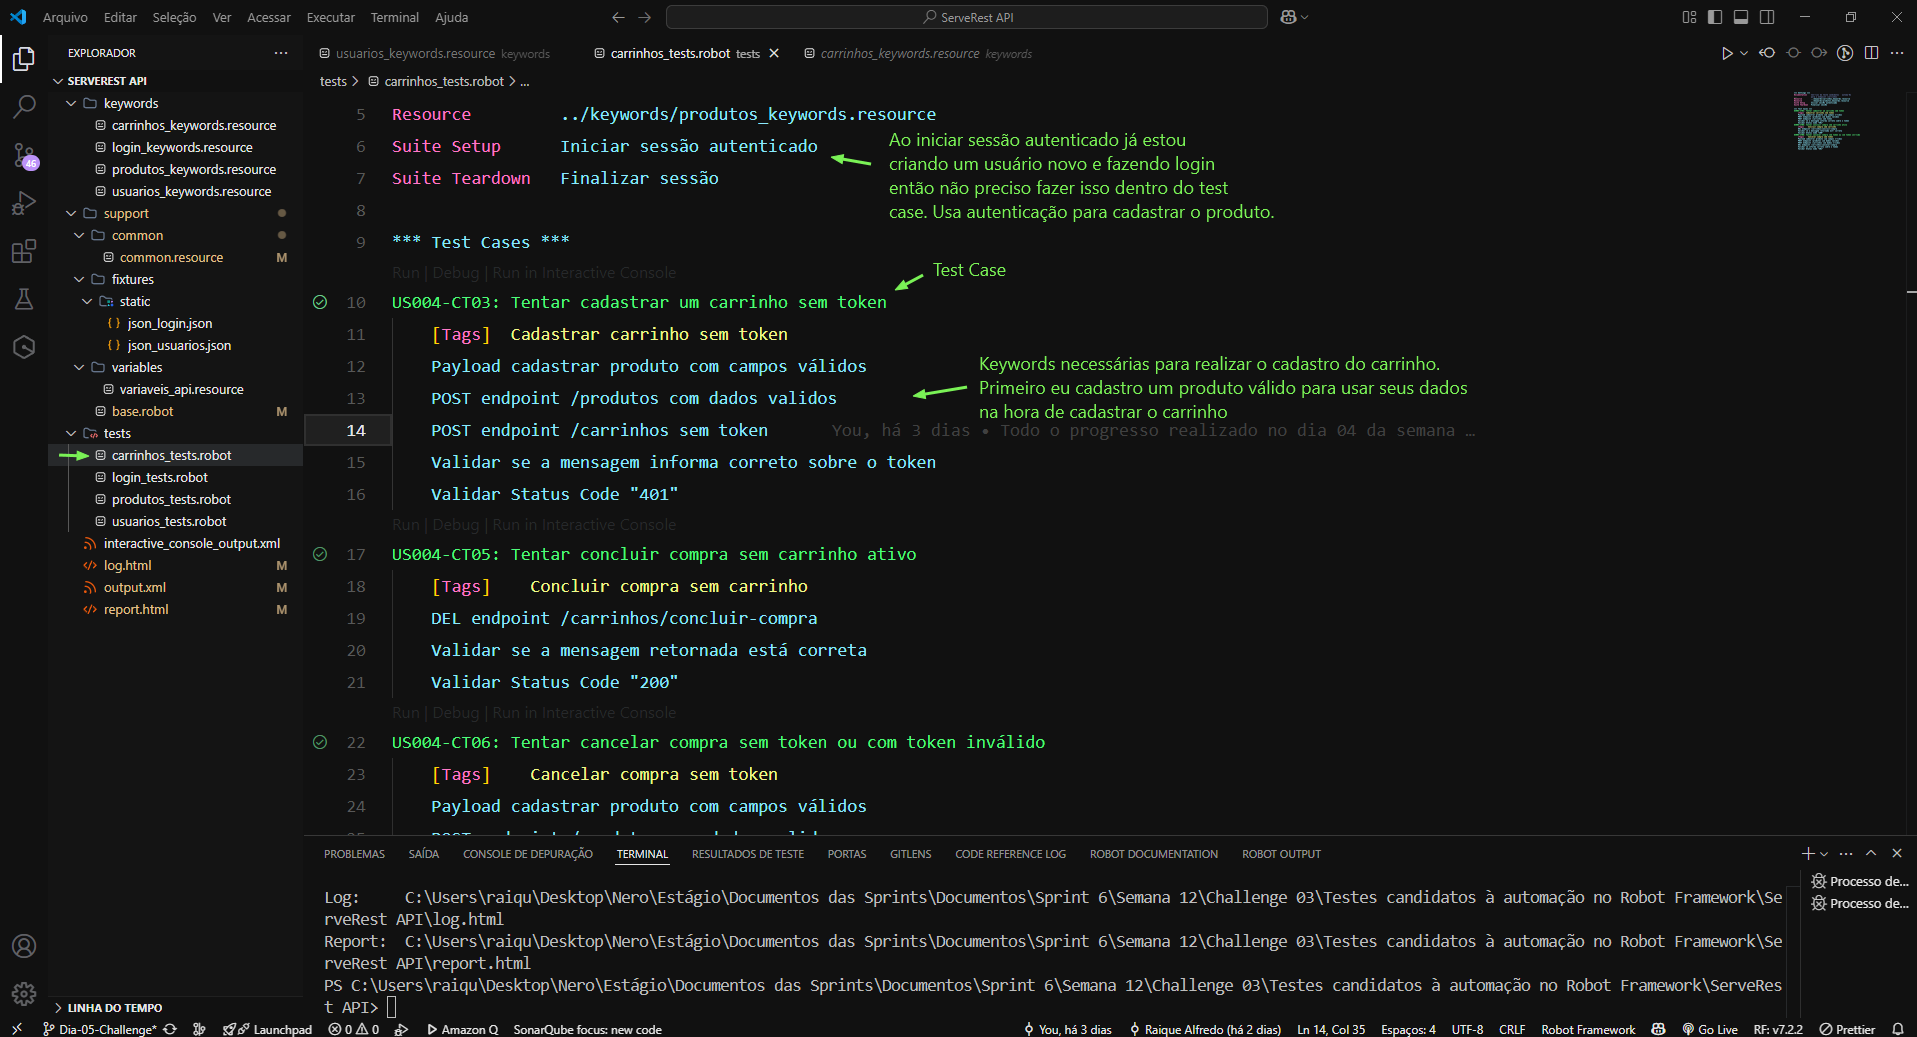 Arquivo Editar Seleção Ver Acessar Executar Terminal Ajuda
ServeRest API
EXPLORADOR
SERVEREST API
keywords
carrinhos_keywords.resource
login_keywords.resource
produtos_keywords.resource
usuarios_keywords.resource
support
common
common.resource M
fixtures
static
{ } json_login.json
{ } json_usuarios.json
variables
variaveis_api.resource
base.robot M
tests
carrinhos_tests.robot
login_tests.robot
produtos_tests.robot
usuarios_tests.robot
interactive_console_output.xml
log.html M
output.xml M
report.html M
LINHA DO TEMPO
46
usuarios_keywords.resource keywords
carrinhos_tests.robot tests
carrinhos_keywords.resource keywords
tests > carrinhos_tests.robot > ...
5 Resource ../keywords/produtos_keywords.resource
6 Suite Setup Iniciar sessão autenticado
7 Suite Teardown Finalizar sessão
8
9 *** Test Cases ***
Run | Debug | Run in Interactive Console
10 US004-CT03: Tentar cadastrar um carrinho sem token
11 [Tags] Cadastrar carrinho sem token
12 Payload cadastrar produto com campos válidos
13 POST endpoint /produtos com dados validos
14 POST endpoint /carrinhos sem token You, há 3 dias • Todo o progresso realizado no dia 04 da semana …
15 Validar se a mensagem informa correto sobre o token
16 Validar Status Code "401"
Run | Debug | Run in Interactive Console
17 US004-CT05: Tentar concluir compra sem carrinho ativo
18 [Tags] Concluir compra sem carrinho
19 DEL endpoint /carrinhos/concluir-compra
20 Validar se a mensagem retornada está correta
21 Validar Status Code "200"
Run | Debug | Run in Interactive Console
22 US004-CT06: Tentar cancelar compra sem token ou com token inválido
23 [Tags] Cancelar compra sem token
24 Payload cadastrar produto com campos válidos
Ao iniciar sessão autenticado já estou
criando um usuário novo e fazendo login
então não preciso fazer isso dentro do test
case. Usa autenticação para cadastrar o produto.
Test Case
Keywords necessárias para realizar o cadastro do carrinho.
Primeiro eu cadastro um produto válido para usar seus dados
na hora de cadastrar o carrinho
PROBLEMAS SAÍDA CONSOLE DE DEPURAÇÃO TERMINAL RESULTADOS DE TESTE PORTAS GITLENS CODE REFERENCE LOG ROBOT DOCUMENTATION ROBOT OUTPUT
Log: C:\Users\raiqu\Desktop\Nero\Estágio\Documentos das Sprints\Documentos\Sprint 6\Semana 12\Challenge 03\Testes candidatos à automação no Robot Framework\Se
rveRest API\log.html
Report: C:\Users\raiqu\Desktop\Nero\Estágio\Documentos das Sprints\Documentos\Sprint 6\Semana 12\Challenge 03\Testes candidatos à automação no Robot Framework\Se
rveRest API\report.html
PS C:\Users\raiqu\Desktop\Nero\Estágio\Documentos das Sprints\Documentos\Sprint 6\Semana 12\Challenge 03\Testes candidatos à automação no Robot Framework\ServeRes
t API>
Processo de...
Processo de...
Dia-05-Challenge* Launchpad 0 0 Amazon Q SonarQube focus: new code You, há 3 dias Raique Alfredo (há 2 dias) Ln 14, Col 35 Espaços: 4 UTF-8 CRLF Robot Framework Go Live RF: v7.2.2 Prettier